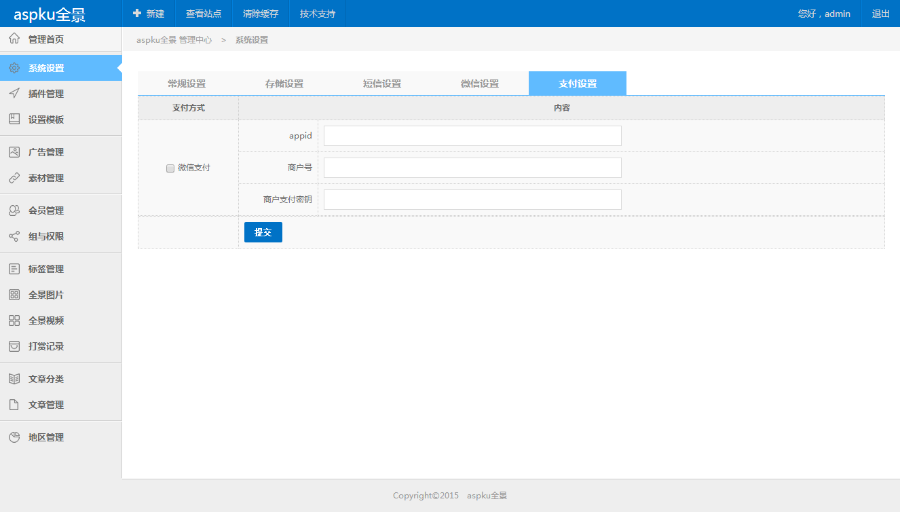 aspku全景 新建 查看站点 清除缓存 技术支持 您好，admin 退出
管理首页
aspku全景 管理中心 > 系统设置
系统设置
插件管理
设置模板
广告管理
素材管理
会员管理
组与权限
标签管理
全景图片
全景视频
打赏记录
文章分类
文章管理
地区管理
常规设置 存储设置 短信设置 微信设置 支付设置
支付方式 内容
appid
微信支付 商户号
商户支付密钥
提交
Copyright©2015 aspku全景